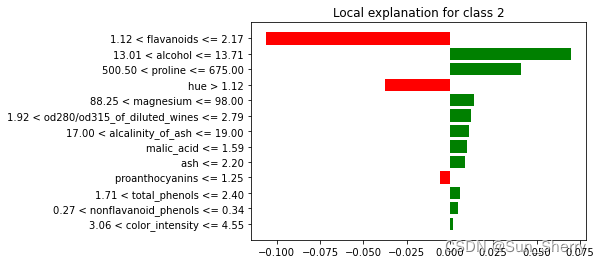 Local explanation for class 2
1.12 < flavanoids <= 2.17
13.01 < alcohol <= 13.71
500.50 < proline <= 675.00
hue > 1.12
88.25 < magnesium <= 98.00
1.92 < od280/od315_of_diluted_wines <= 2.79
17.00 < alcalinity_of_ash <= 19.00
malic_acid <= 1.59
ash <= 2.20
proanthocyanins <= 1.25
1.71 < total_phenols <= 2.40
0.27 < nonflavanoid_phenols <= 0.34
3.06 < color_intensity <= 4.55
−0.100 −0.075 −0.050 −0.025 0.000 0.025 0.050 0.075
CSDN @Sun_Sherry